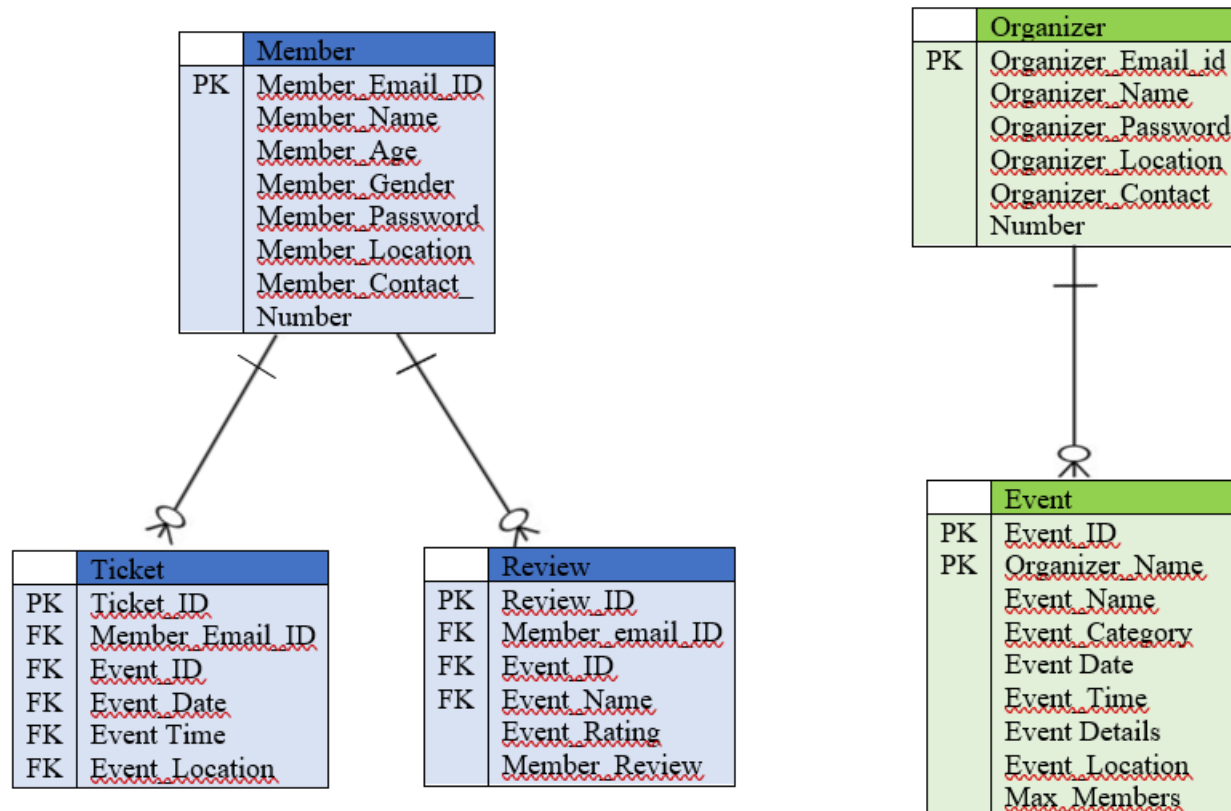 Member
PK Member_Email_ID
Member_Name
Member_Age
Member_Gender
Member_Password
Member_Location
Member_Contact_
Number
Organizer
PK Organizer_Email_id
Organizer_Name
Organizer_Password
Organizer_Location
Organizer_Contact
Number
Ticket
PK Ticket_ID
FK Member_Email_ID
FK Event_ID
FK Event_Date
FK Event Time
FK Event_Location
Review
PK Review_ID
FK Member_email_ID
FK Event_ID
FK Event_Name
Event_Rating
Member_Review
Event
PK Event_ID
PK Organizer_Name
Event_Name
Event_Category
Event Date
Event_Time
Event Details
Event_Location
Max_Members